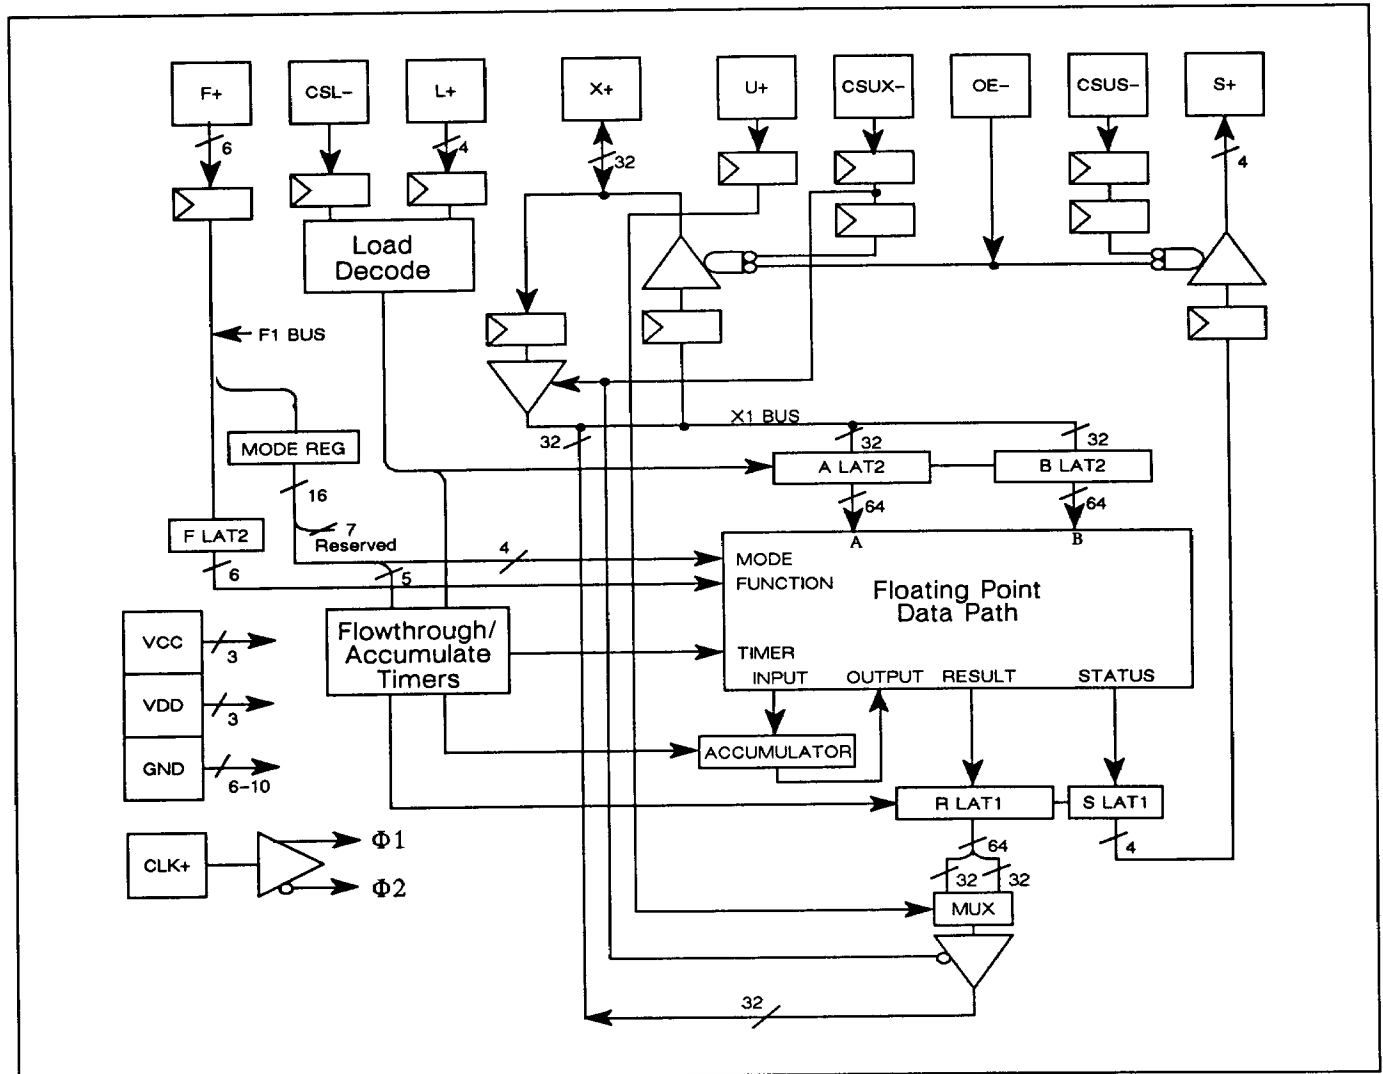 F+
CSL-
L+
X+
U+
CSUX-
OE-
CSUS-
S+
6
4
32
4
Load
Decode
F1 BUS
X1 BUS
32
32
32
MODE REG
A LAT2
B LAT2
16
64
64
F LAT2
7
Reserved
A
B
4
MODE
6
5
FUNCTION
Floating Point
Data Path
VCC
3
Flowthrough/
Accumulate
Timers
TIMER
INPUT
OUTPUT
RESULT
STATUS
VDD
3
ACCUMULATOR
GND
6-10
R LAT1
S LAT1
CLK+
Φ1
Φ2
64
4
32
32
MUX
32